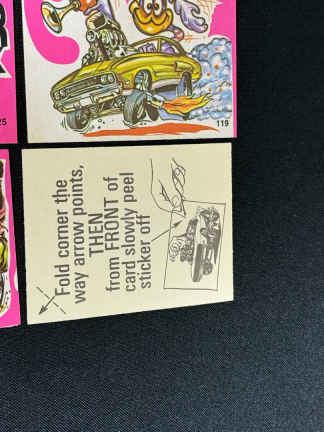 25
119
Fold corner the
way arrow points,
THEN
from FRONT of
card slowly peel
sticker off